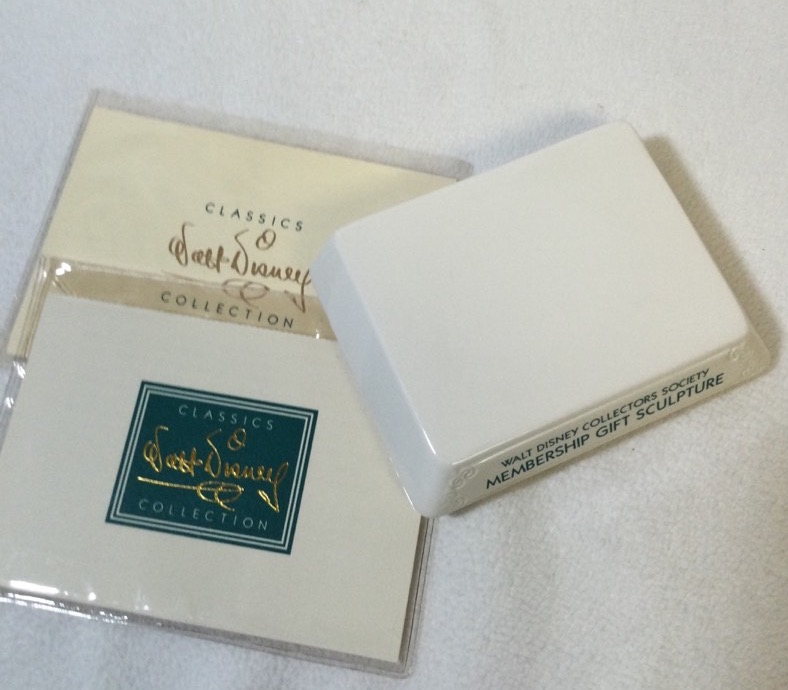 CLASSICS
Walt Disney
COLLECTION
CLASSICS
Walt Disney
COLLECTION
WALT DISNEY COLLECTORS SOCIETY
MEMBERSHIP GIFT SCULPTURE